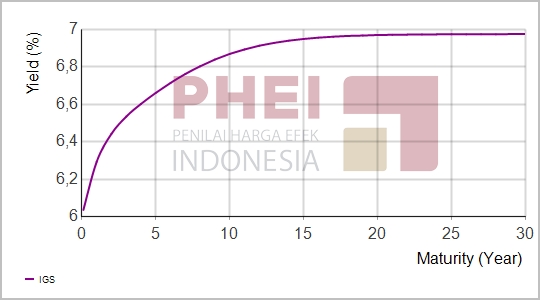 Yield (%)
7
6,8
6,6
6,4
6,2
6
0
5
10
15
20
25
30
Maturity (Year)
PHEI
PENILAI HARGA EFEK
INDONESIA
IGS